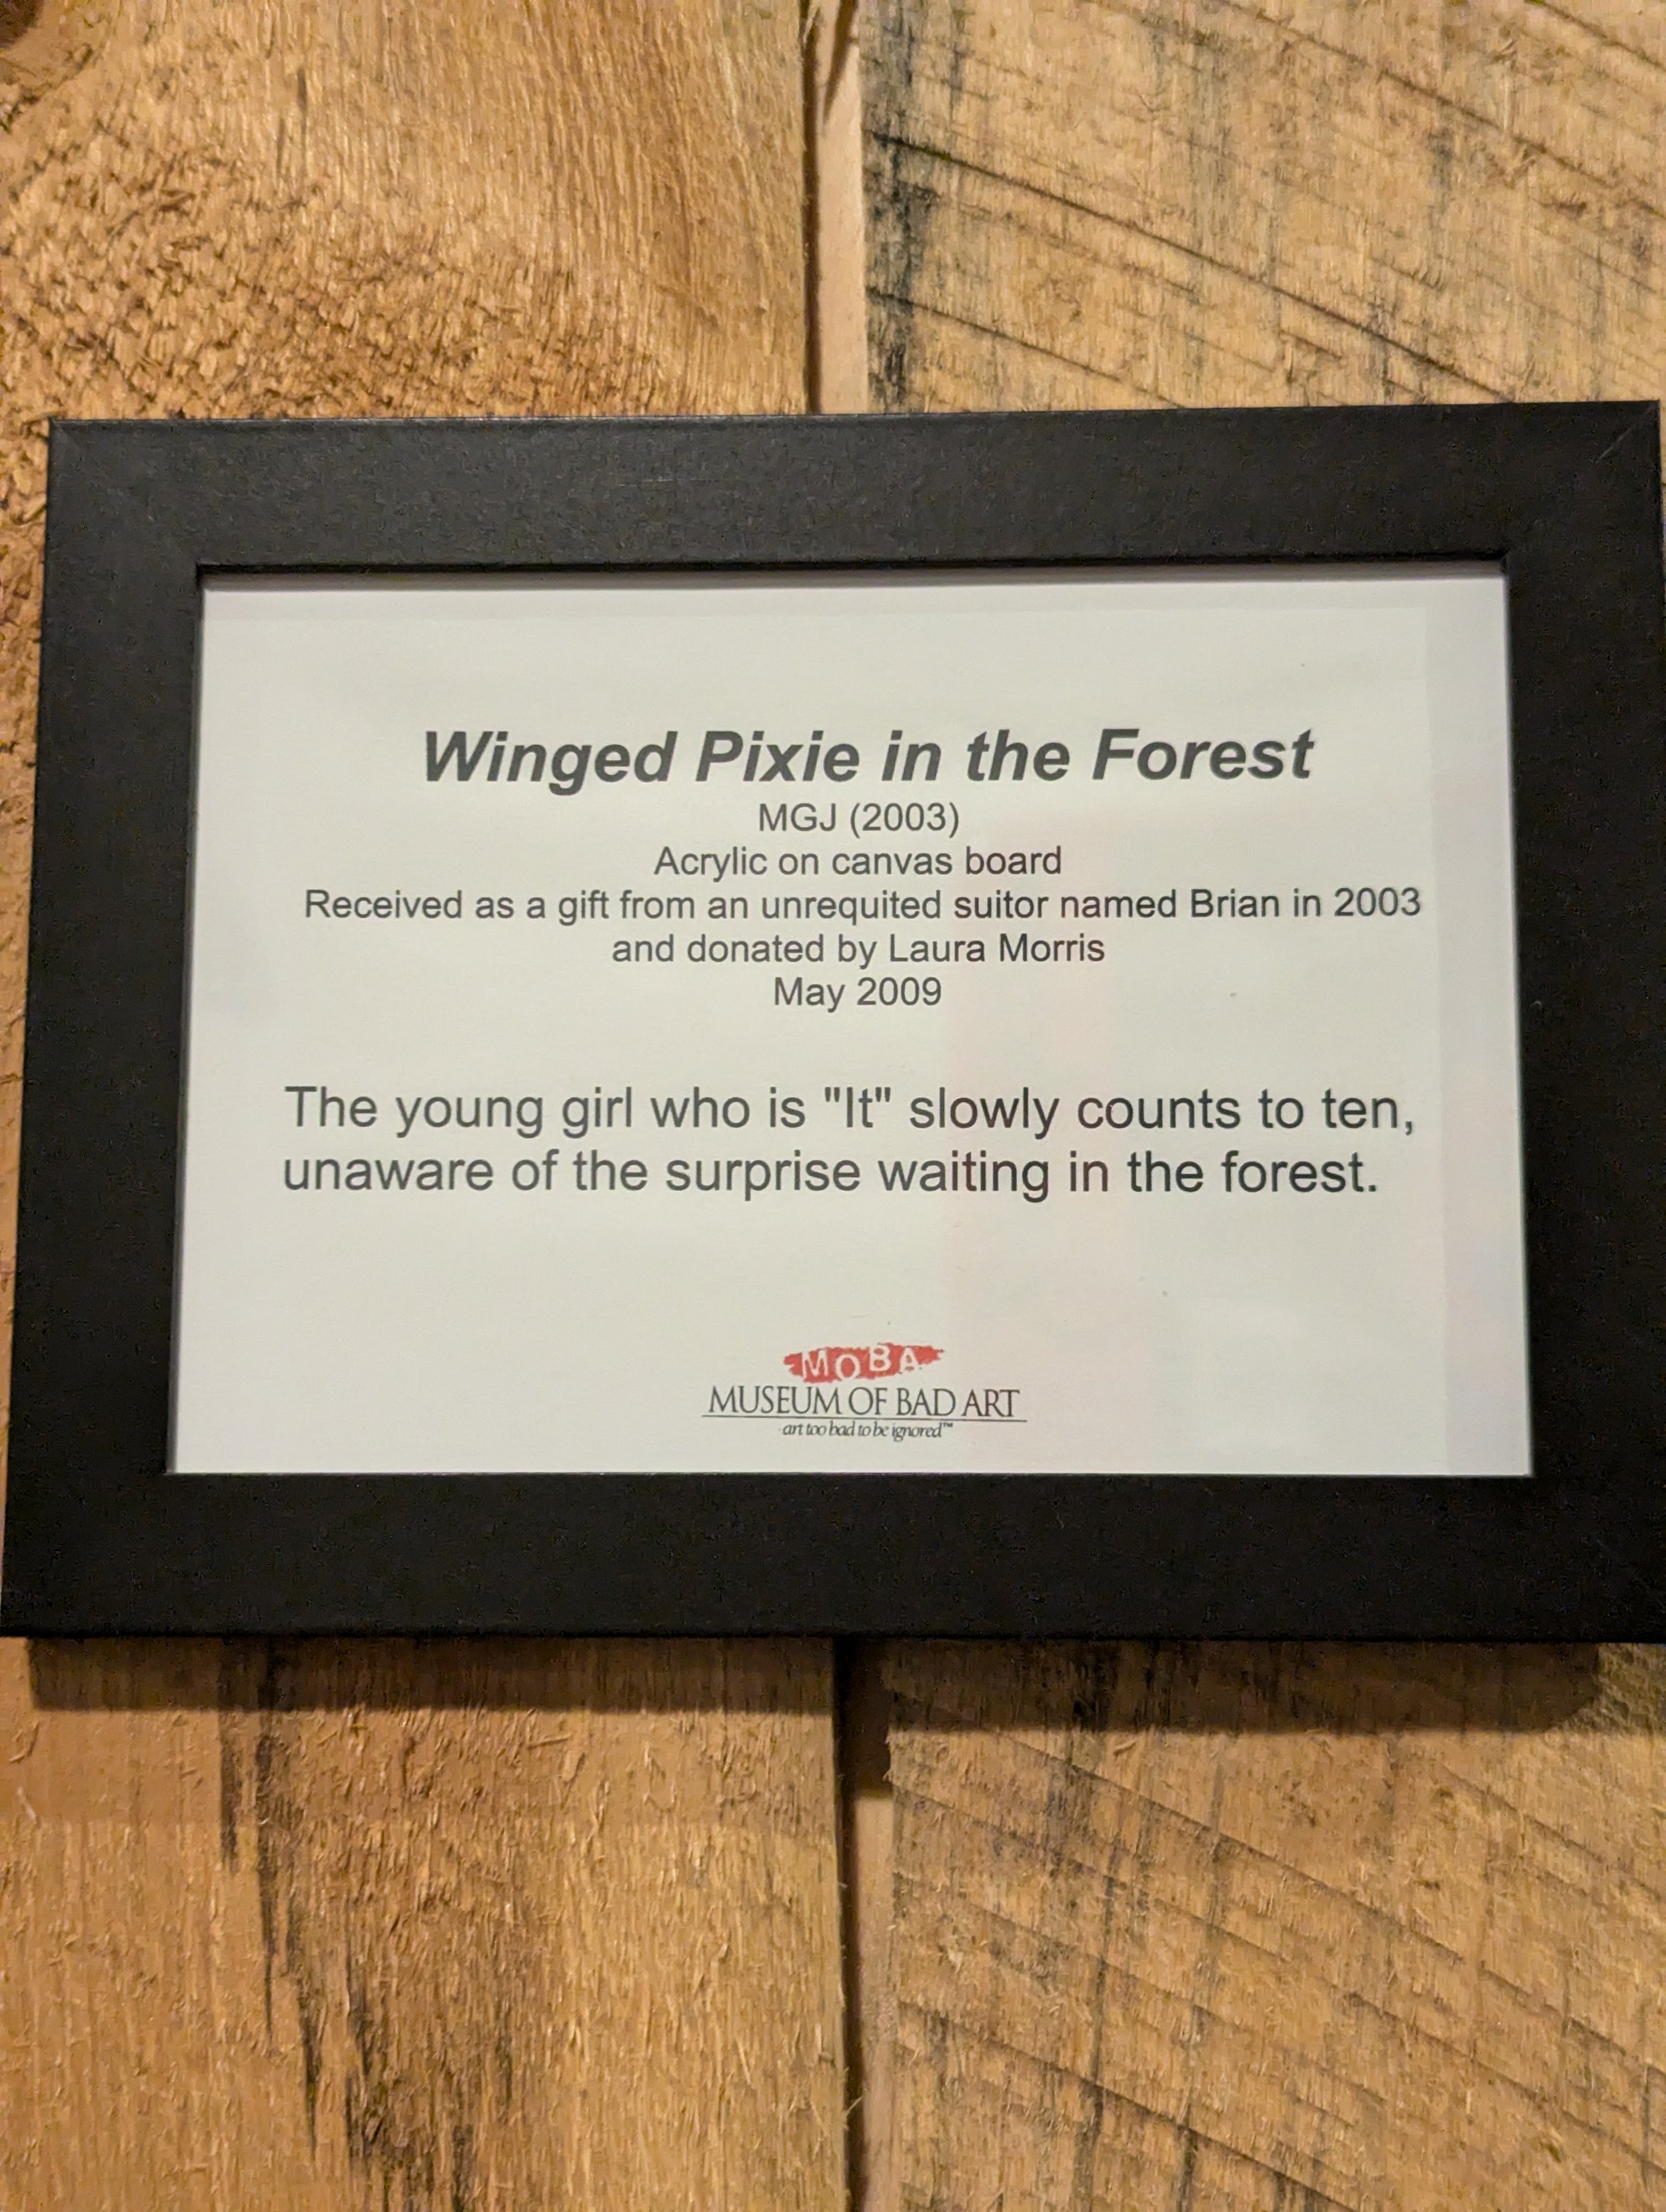 Winged Pixie in the Forest
MGJ (2003)
Acrylic on canvas board
Received as a gift from an unrequited suitor named Brian in 2003
and donated by Laura Morris
May 2009
The young girl who is "It" slowly counts to ten,
unaware of the surprise waiting in the forest.
MOBA
MUSEUM OF BAD ART
art too bad to be ignored™